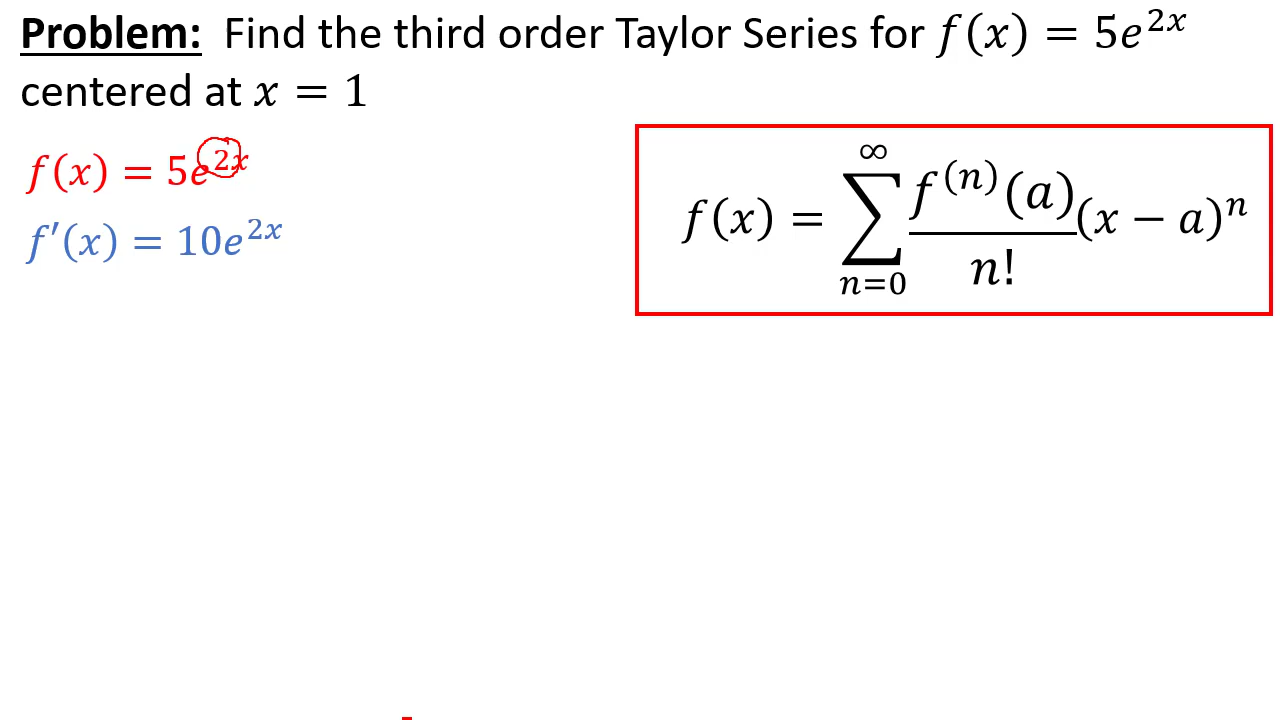 Problem: Find the third order Taylor Series for f(x) = 5e^{2x}
centered at x = 1
f(x) = 5e^{2x}
f′(x) = 10e^{2x}
f(x) = \sum_{n=0}^{∞} \frac{f^{(n)}(a)}{n!}(x − a)^n